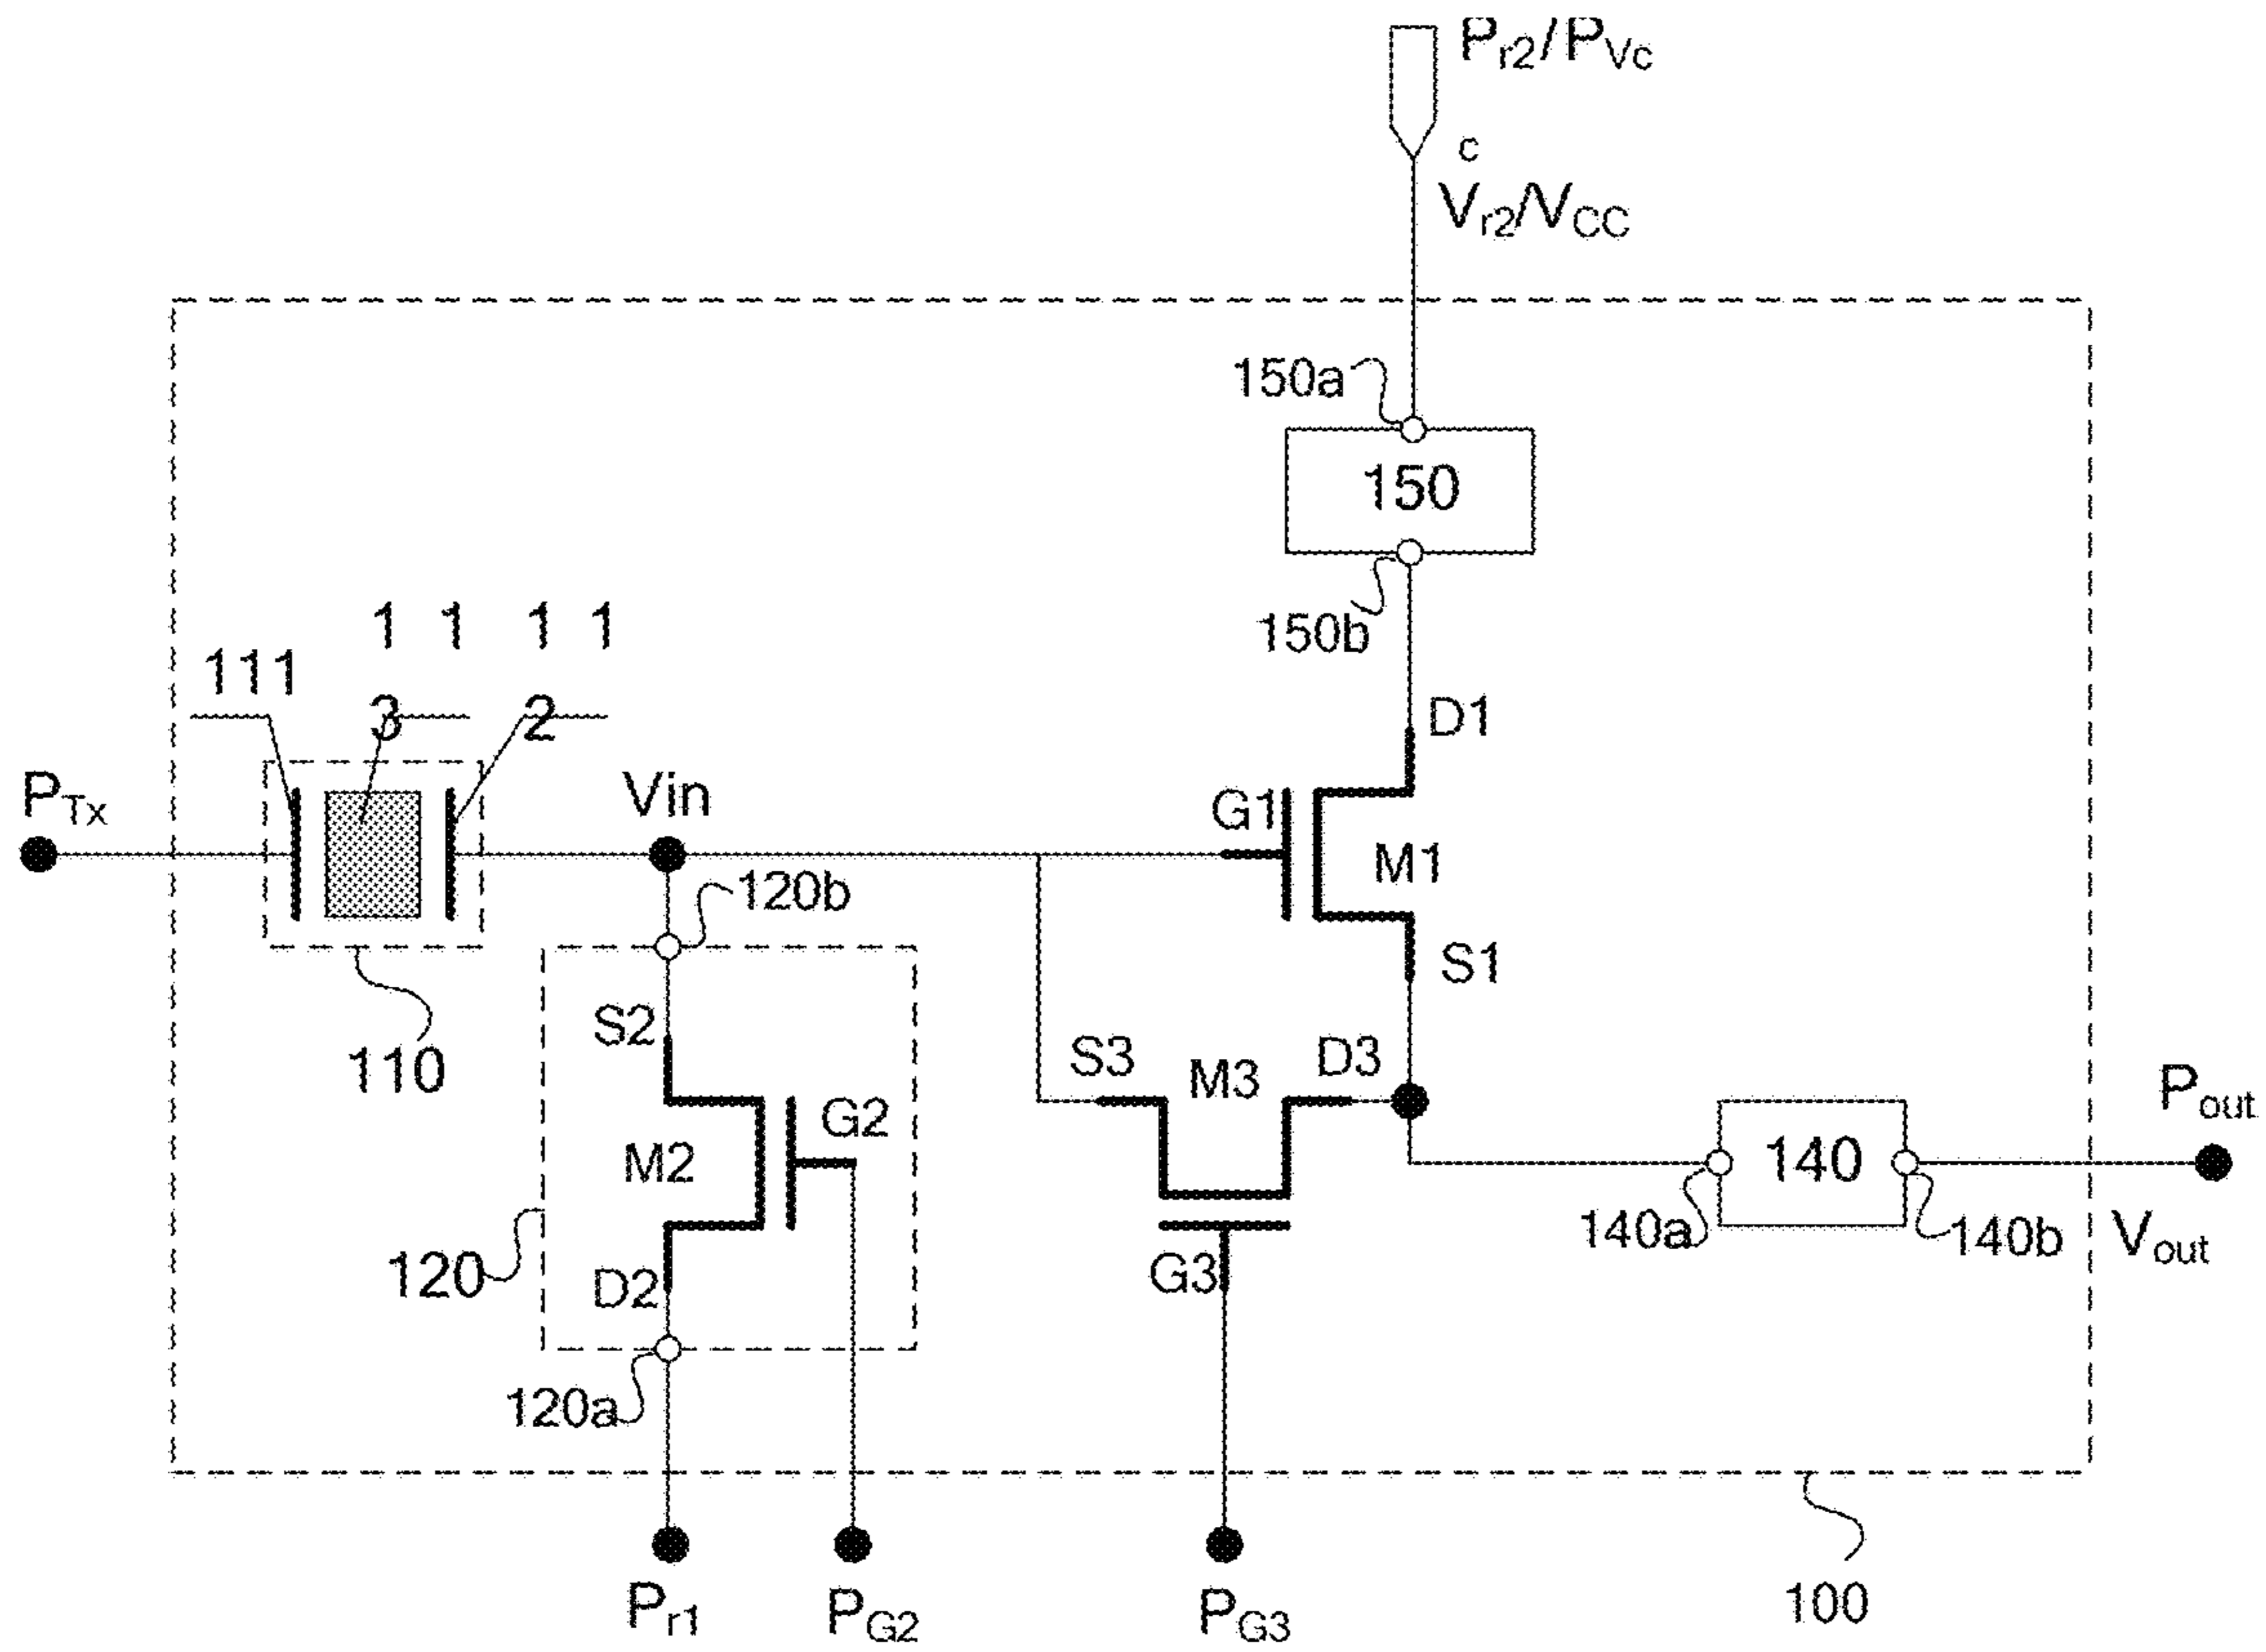 Pr2/PVc
c
Vr2/VCC
150a
150
150b
1 1 1 1
111
3 2
D1
PTx
Vin
G1
M1
120b
S1
S2
110
S3 M3 D3
Pout
G2
M2
140
140a
140b
Vout
120
D2
G3
120a
Pr1
PG2
PG3
100